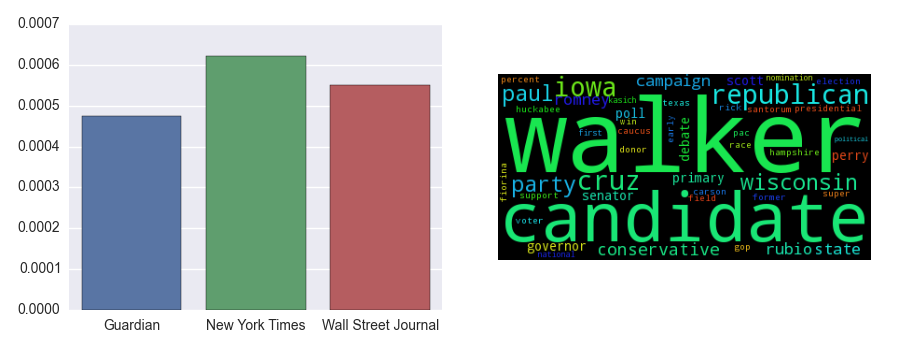 0.0007
0.0006
0.0005
0.0004
0.0003
0.0002
0.0001
0.0000
Guardian New York Times Wall Street Journal
percent campaign scott nomination election
paul iowa republican
romney kasich texas rick santorum presidential
huckabee poll win early
walker
first caucus debate pac political
donor race hampshire perry
fiorina party cruz primary wisconsin
support senator carson field former super
candidate
voter
governor conservative gop rubio state
national